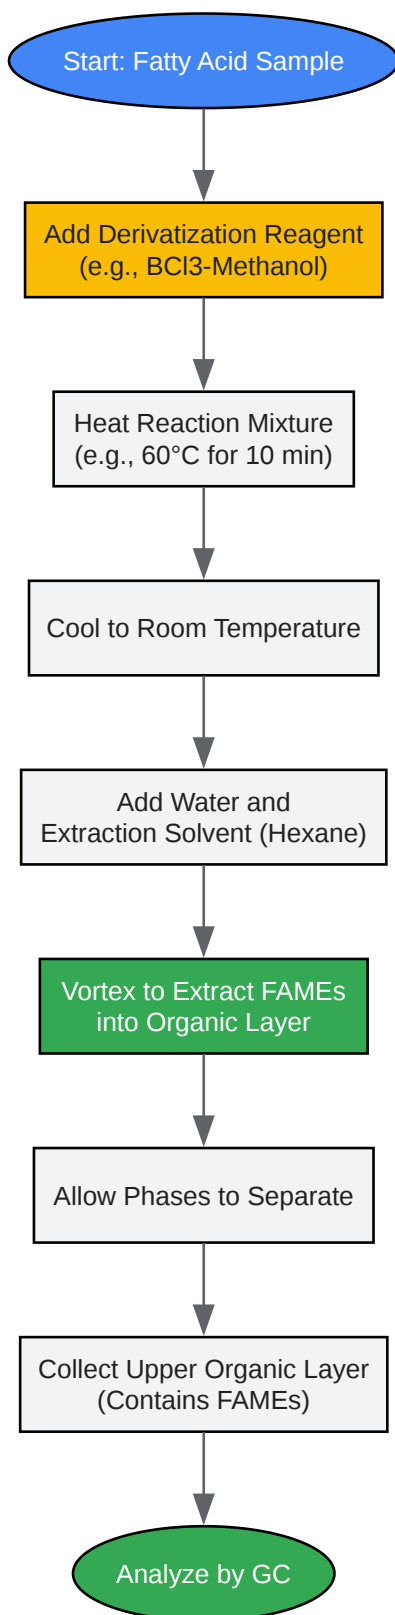 Start: Fatty Acid Sample
Add Derivatization Reagent
(e.g., BCl3-Methanol)
Heat Reaction Mixture
(e.g., 60°C for 10 min)
Cool to Room Temperature
Add Water and
Extraction Solvent (Hexane)
Vortex to Extract FAMEs
into Organic Layer
Allow Phases to Separate
Collect Upper Organic Layer
(Contains FAMEs)
Analyze by GC